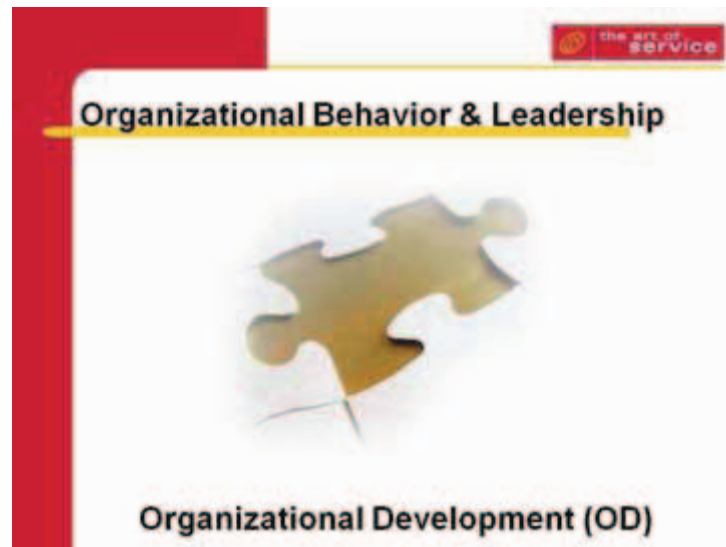 the art of
service
Organizational Behavior & Leadership
Organizational Development (OD)